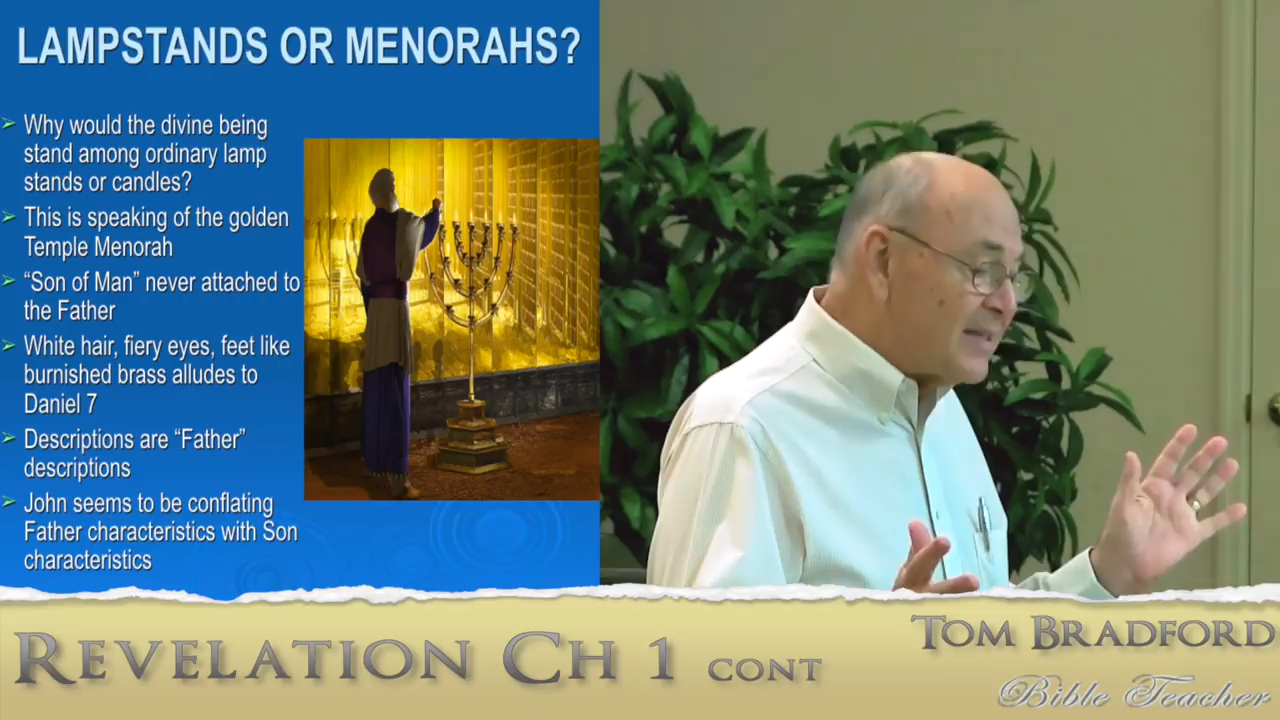 LAMPSTANDS OR MENORAHS?
➢ Why would the divine being
stand among ordinary lamp
stands or candles?
➢ This is speaking of the golden
Temple Menorah
➢ “Son of Man” never attached to
the Father
➢ White hair, fiery eyes, feet like
burnished brass alludes to
Daniel 7
➢ Descriptions are “Father”
descriptions
➢ John seems to be conflating
Father characteristics with Son
characteristics
REVELATION CH 1 CONT
TOM BRADFORD
Bible Teacher